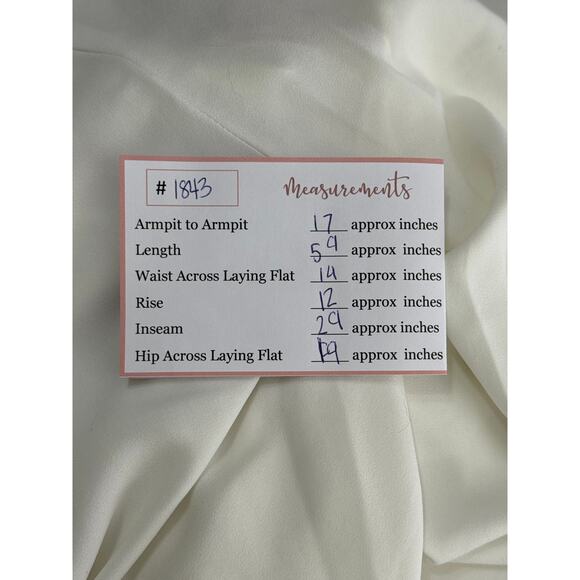 # 1843
Measurements
Armpit to Armpit 17 approx inches
Length 59 approx inches
Waist Across Laying Flat 14 approx inches
Rise 12 approx inches
Inseam 29 approx inches
Hip Across Laying Flat 19 approx inches